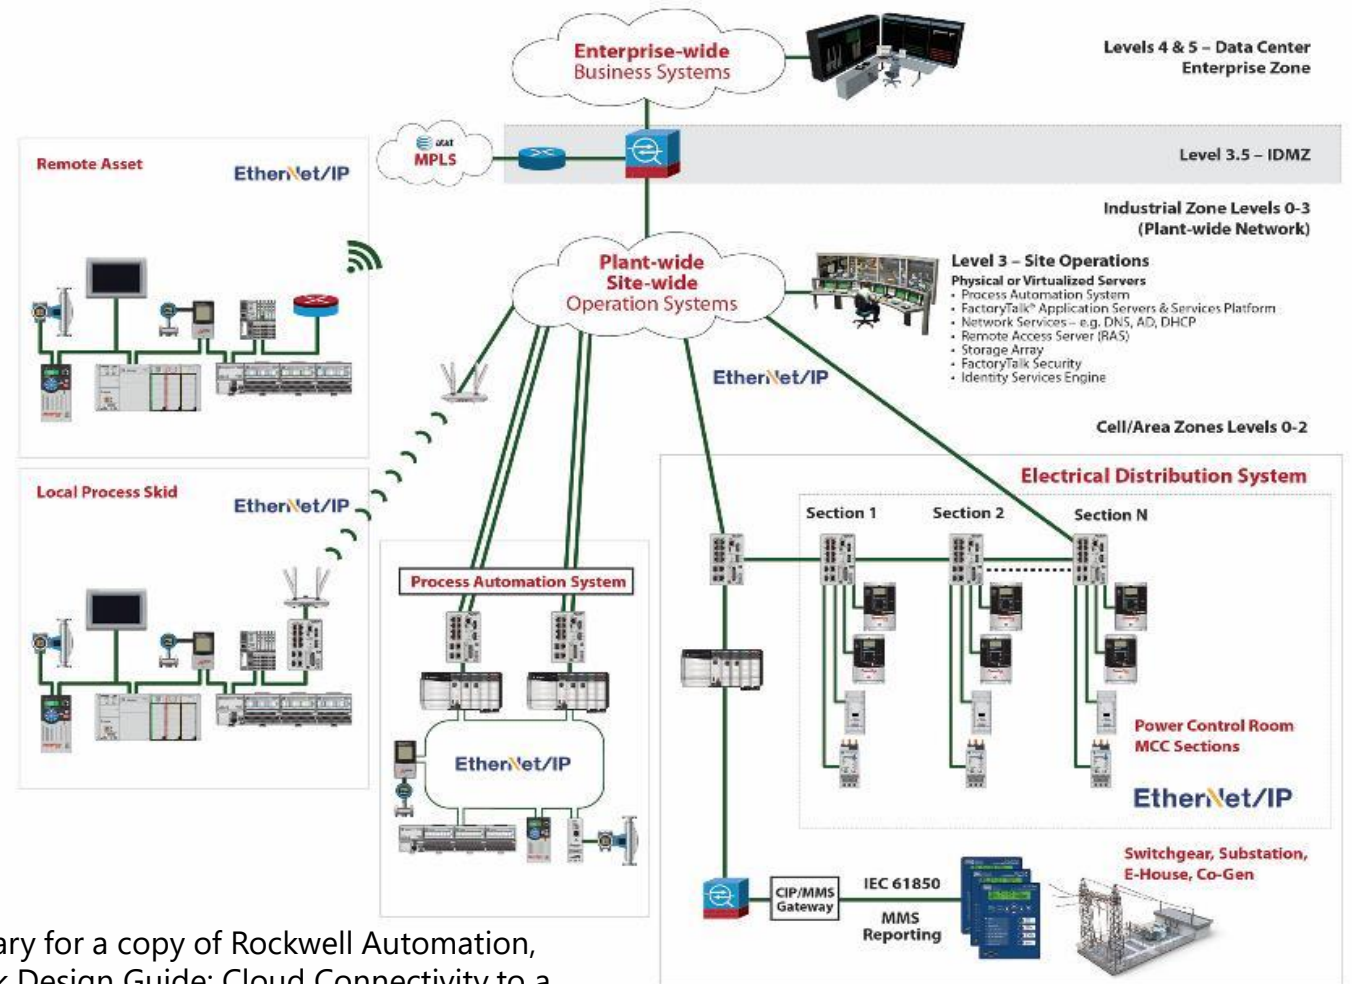 Enterprise-wide
Business Systems
Levels 4 & 5 – Data Center
Enterprise Zone
at&t
MPLS
Level 3.5 – IDMZ
Remote Asset
EtherNet/IP
Industrial Zone Levels 0-3
(Plant-wide Network)
Plant-wide
Site-wide
Operation Systems
Level 3 – Site Operations
Physical or Virtualized Servers
• Process Automation System
• FactoryTalk® Application Servers & Services Platform
• Network Services – e.g. DNS, AD, DHCP
• Remote Access Server (RAS)
• Storage Array
• FactoryTalk Security
• Identity Services Engine
EtherNet/IP
Cell/Area Zones Levels 0-2
Local Process Skid
EtherNet/IP
Electrical Distribution System
Section 1
Section 2
Section N
Process Automation System
EtherNet/IP
Power Control Room
MCC Sections
EtherNet/IP
Switchgear, Substation,
E-House, Co-Gen
CIP/MMS
Gateway
IEC 61850
MMS
Reporting
ary for a copy of Rockwell Automation,
k Design Guide: Cloud Connectivity to a